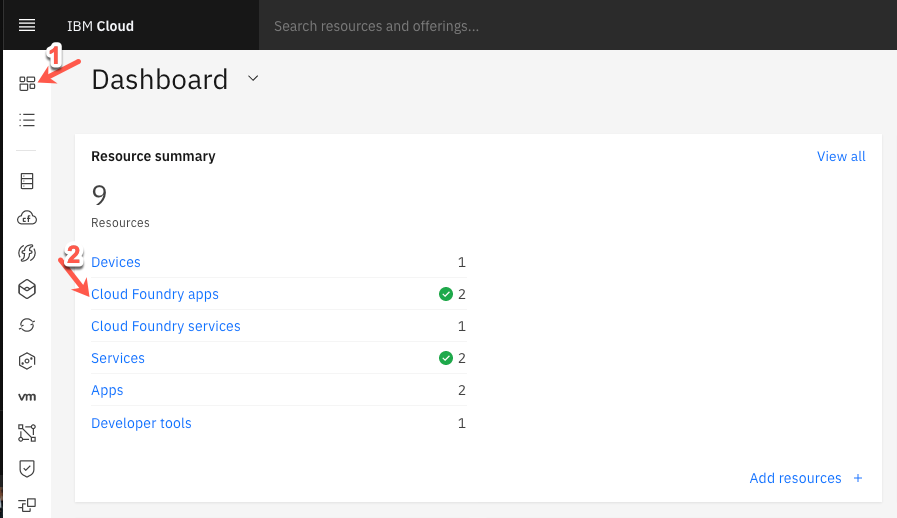 IBM Cloud
Search resources and offerings...
1
Dashboard
Resource summary
View all
9
Resources
2
Devices 1
Cloud Foundry apps 2
Cloud Foundry services 1
Services 2
Apps 2
Developer tools 1
Add resources +
cf
vm